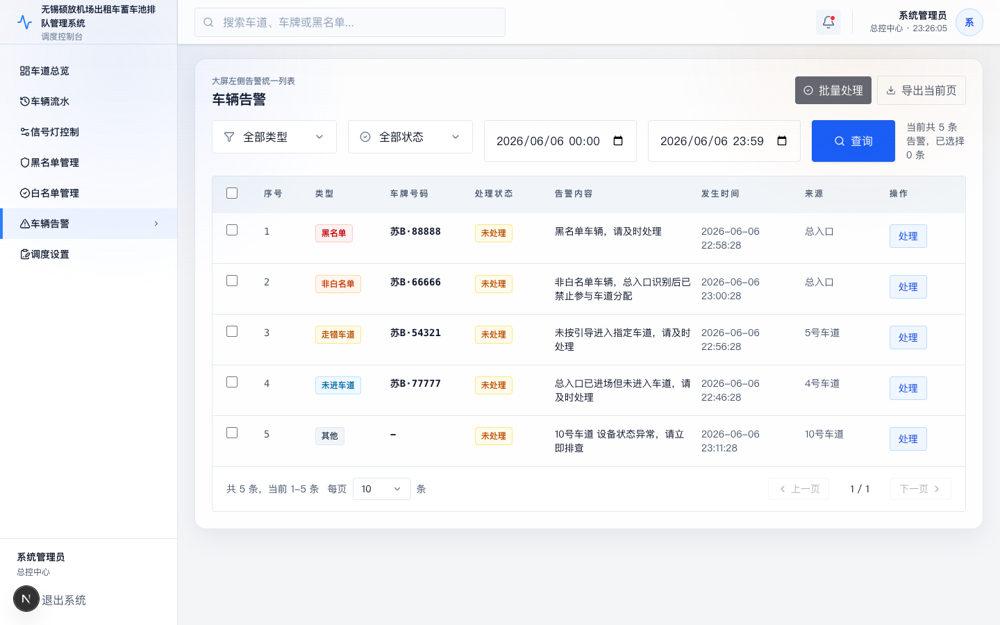 无锡硕放机场出租车蓄车池排
队管理系统
调度控制台
搜索车道、车牌或黑名单...
系统管理员
总控中心 · 23:26:05
系
车道总览
车辆流水
信号灯控制
黑名单管理
白名单管理
车辆告警
调度设置
大屏左侧告警统一列表
车辆告警
批量处理
导出当前页
全部类型
全部状态
2026/06/06 00:00
2026/06/06 23:59
查询
当前共 5 条
告警，已选择
0 条
序号 类型 车牌号码 处理状态 告警内容 发生时间 来源 操作
1 黑名单 苏B·88888 未处理 黑名单车辆，请及时处理 2026-06-06 总入口 处理
22:58:28
2 非白名单 苏B·66666 未处理 非白名单车辆，总入口识别后已 2026-06-06 总入口 处理
禁止参与车道分配 23:00:28
3 走错车道 苏B·54321 未处理 未按引导进入指定车道，请及时 2026-06-06 5号车道 处理
处理 22:56:28
4 未进车道 苏B·77777 未处理 总入口已进场但未进入车道，请 2026-06-06 4号车道 处理
及时处理 22:46:28
5 其他 - 未处理 10号车道 设备状态异常，请立 2026-06-06 10号车道 处理
即排查 23:11:28
共 5 条，当前 1-5 条 每页 10 条
上一页 1 / 1 下一页
系统管理员
总控中心
N 退出系统